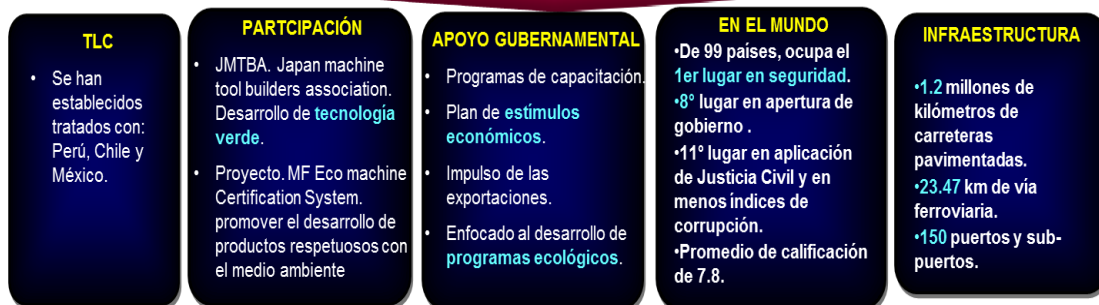 TLC
• Se han
establecidos
tratados con:
Perú, Chile y
México.
PARTCIPACIÓN
• JMTBA. Japan machine
tool builders association.
Desarrollo de tecnología
verde.
• Proyecto. MF Eco machine
Certification System.
promover el desarrollo de
productos respetuosos con
el medio ambiente
APOYO GUBERNAMENTAL
• Programas de capacitación.
• Plan de estímulos
económicos.
• Impulso de las
exportaciones.
• Enfocado al desarrollo de
programas ecológicos.
EN EL MUNDO
•De 99 países, ocupa el
1er lugar en seguridad.
•8° lugar en apertura de
gobierno .
•11° lugar en aplicación
de Justicia Civil y en
menos índices de
corrupción.
•Promedio de calificación
de 7.8.
INFRAESTRUCTURA
•1.2 millones de
kilómetros de
carreteras
pavimentadas.
•23.47 km de vía
ferroviaria.
•150 puertos y sub-
puertos.